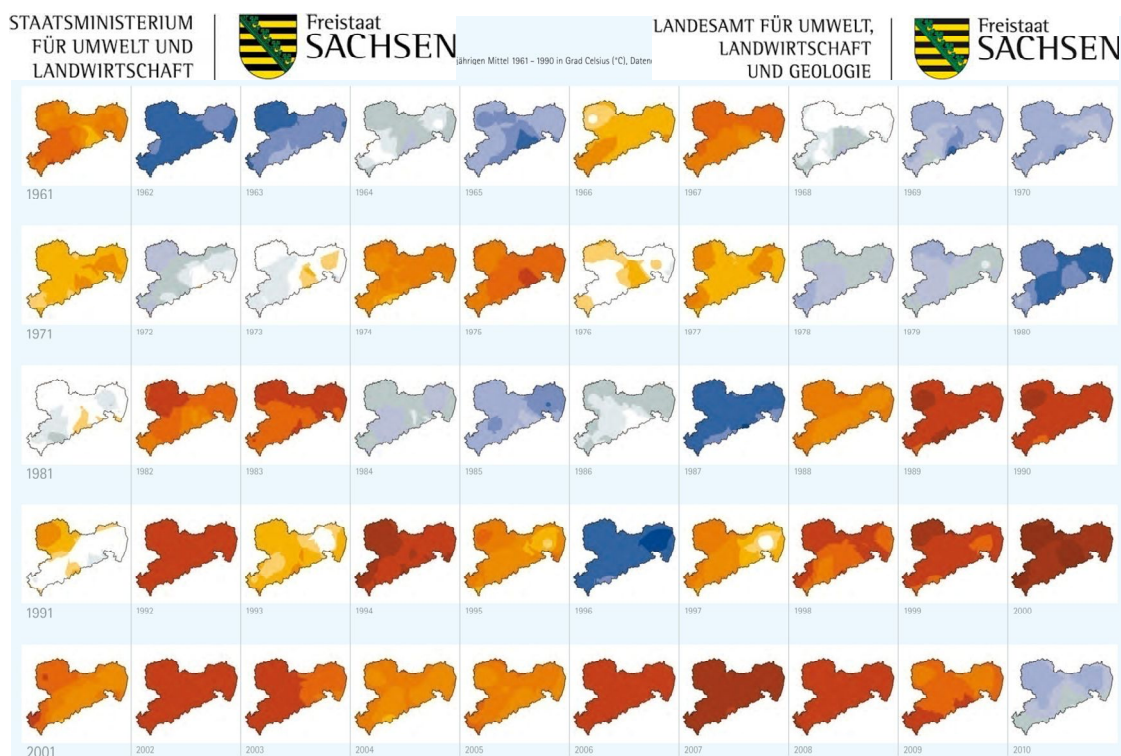 STAATSMINISTERIUM
FÜR UMWELT UND
LANDWIRTSCHAFT
Freistaat
SACHSEN
jährigen Mittel 1961 - 1990 in Grad Celsius (°C), Daten
LANDESAMT FÜR UMWELT,
LANDWIRTSCHAFT
UND GEOLOGIE
Freistaat
SACHSEN
1961 1962 1963 1964 1965 1966 1967 1968 1969 1970
1971 1972 1973 1974 1975 1976 1977 1978 1979 1980
1981 1982 1983 1984 1985 1986 1987 1988 1989 1990
1991 1992 1993 1994 1995 1996 1997 1998 1999 2000
2001 2002 2003 2004 2005 2006 2007 2008 2009 2010